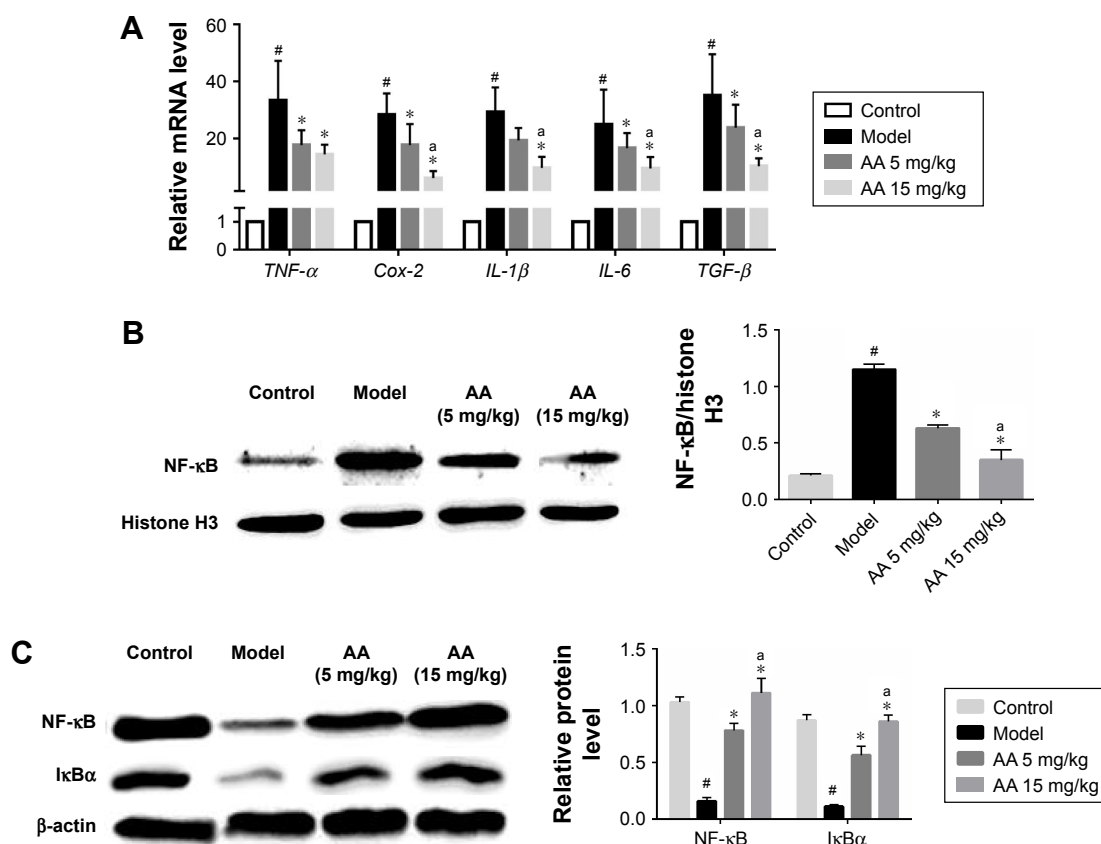 A
Relative mRNA level
60
40
20
1
0
#
*
*
#
*
a
*
#
a
*
#
*
a
*
#
*
a
*
TNF-α
Cox-2
IL-1β
IL-6
TGF-β
Control
Model
AA 5 mg/kg
AA 15 mg/kg
B
Control
Model
AA
(5 mg/kg)
AA
(15 mg/kg)
NF-κB
Histone H3
NF-κB/histone
H3
1.5
1.0
0.5
0.0
#
*
a
*
Control
Model
AA 5 mg/kg
AA 15 mg/kg
C
Control
Model
AA
(5 mg/kg)
AA
(15 mg/kg)
NF-κB
IκBα
β-actin
Relative protein
level
1.5
1.0
0.5
0.0
#
*
a
*
#
*
a
*
NF-κB
IκBα
Control
Model
AA 5 mg/kg
AA 15 mg/kg